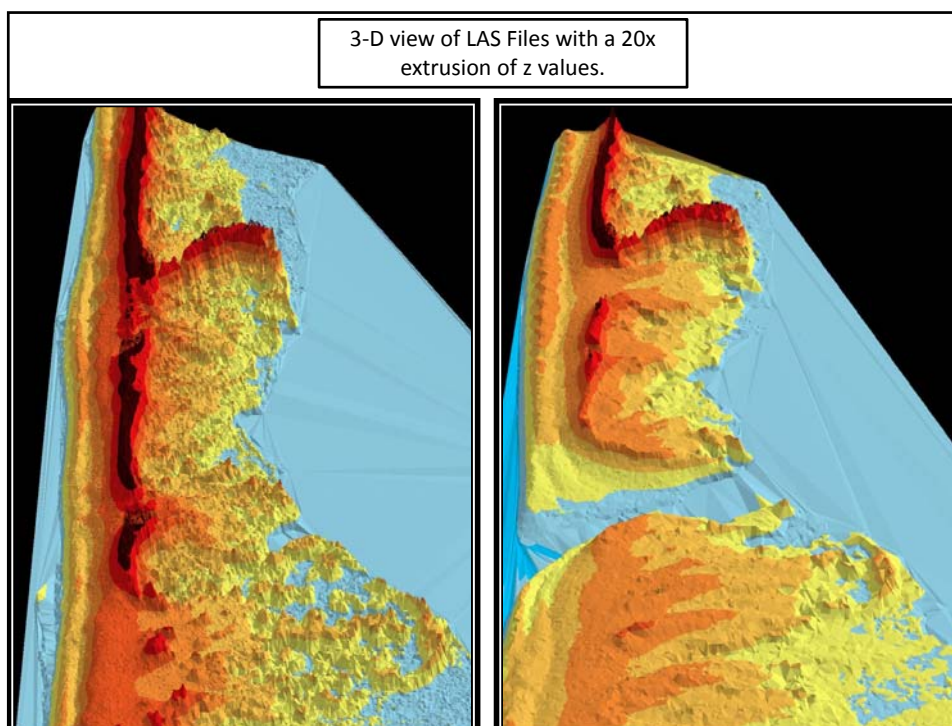 3-D view of LAS Files with a 20x
extrusion of z values.